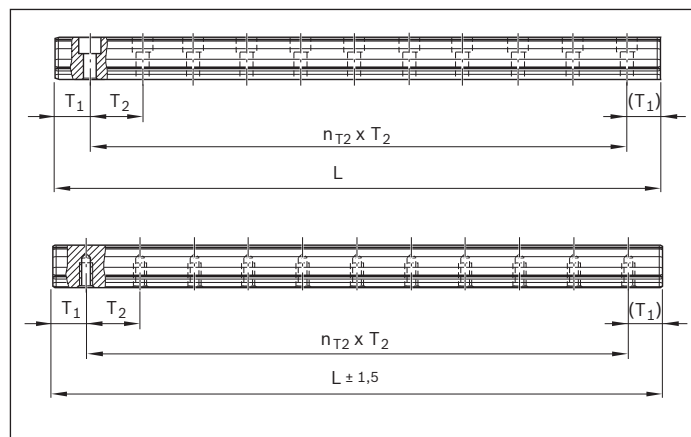 T1 T2 (T1)
nT2 x T2
L
T1 T2 (T1)
nT2 x T2
L ± 1,5